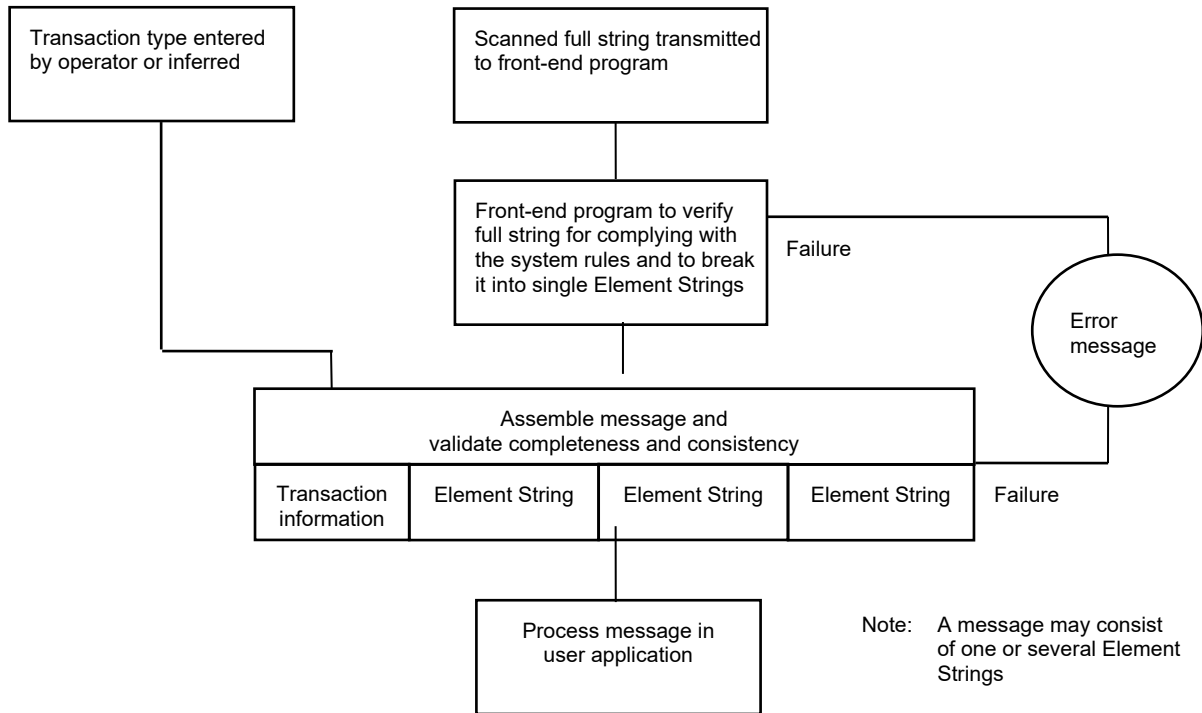 Transaction type entered
by operator or inferred
Scanned full string transmitted
to front-end program
Front-end program to verify
full string for complying with
the system rules and to break
it into single Element Strings
Failure
Error
message
Assemble message and
validate completeness and consistency
Transaction
information
Element String
Element String
Element String
Failure
Process message in
user application
Note: A message may consist
of one or several Element
Strings